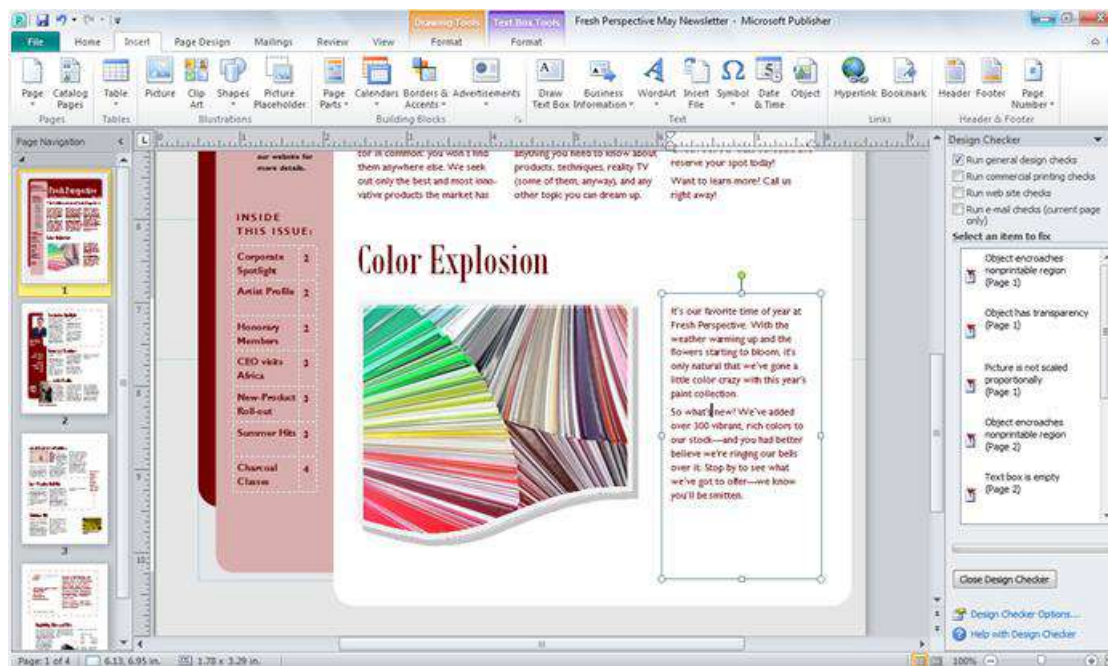 Drawing Tools Text Box Tools Fresh Perspective May Newsletter - Microsoft Publisher
File Home Insert Page Design Mailings Review View Format Format
Page Catalog Pages Table Picture Clip Art Shapes Picture Placeholder Page Parts Calendars Borders & Accents Advertisements Draw Text Box Business Information WordArt Insert File Symbol Date & Time Object Hyperlink Bookmark Header Footer Page Number
Pages Tables Illustrations Building Blocks Text Links Header & Footer
Page Navigation
Fresh Perspective
1
2
3
our website for
more details.
INSIDE
THIS ISSUE:
Corporate Spotlight 2
Artist Profile 2
Honorary Members
CEO visits Africa
New-Product Roll-out
Summer Hits
Charcoal Classes 4
tor in common: you won't find
them anywhere else. We seek
out only the best and most inno-
vative products the market has
anything you need to know about
products, techniques, reality TV
(some of them, anyway), and any
other topic you can dream up.
reserve your spot today!
Want to learn more? Call us
right away!
Color Explosion
It's our favorite time of year at
Fresh Perspective. With the
weather warming up and the
flowers starting to bloom, it's
only natural that we've gone a
little color crazy with this year's
paint collection.
So what's new? We've added
over 300 vibrant, rich colors to
our stock—and you had better
believe we're ringing our bells
over it. Stop by to see what
we've got to offer—we know
you'll be smitten.
Design Checker
Run general design checks
Run commercial printing checks
Run web site checks
Run e-mail checks (current page
only)
Select an item to fix
Object encroaches
nonprintable region
(Page 1)
Object has transparency
(Page 1)
Picture is not scaled
proportionally
(Page 1)
Object encroaches
nonprintable region
(Page 2)
Text box is empty
(Page 2)
Close Design Checker
Design Checker Options...
Help with Design Checker
Page: 1 of 4 6.13, 6.95 in. 1.78 x 3.29 in. 100%